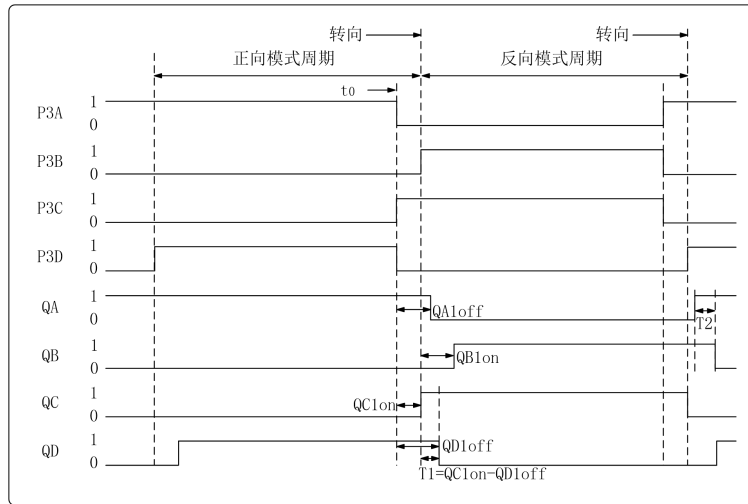 转向 转向
正向模式周期 反向模式周期
t0
P3A 1
0
P3B 1
0
P3C 1
0
P3D 1
0
QA 1
0
QA1off
T2
QB 1
0
QB1on
QC 1
0
QC1on
QD 1
0
QD1off
T1=QC1on-QD1off